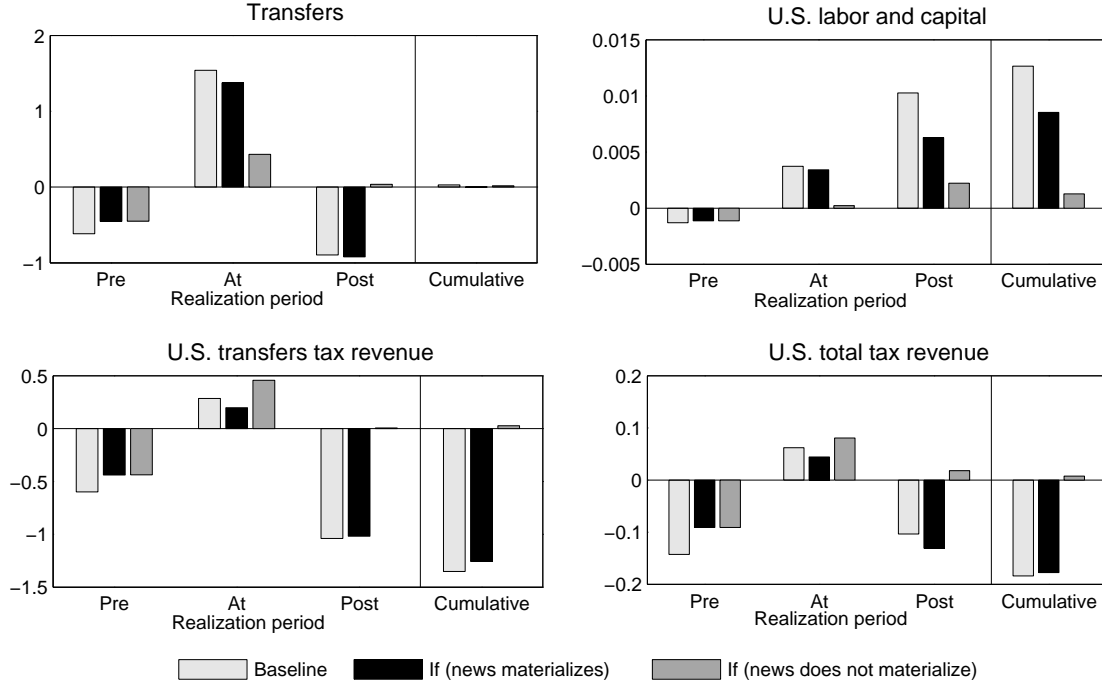 Transfers
2
1
0
−1
Pre
At
Post
Cumulative
Realization period
U.S. labor and capital
0.015
0.01
0.005
0
−0.005
Pre
At
Post
Cumulative
Realization period
U.S. transfers tax revenue
0.5
0
−0.5
−1
−1.5
Pre
At
Post
Cumulative
Realization period
U.S. total tax revenue
0.2
0.1
0
−0.1
−0.2
Pre
At
Post
Cumulative
Realization period
Baseline
If (news materializes)
If (news does not materialize)